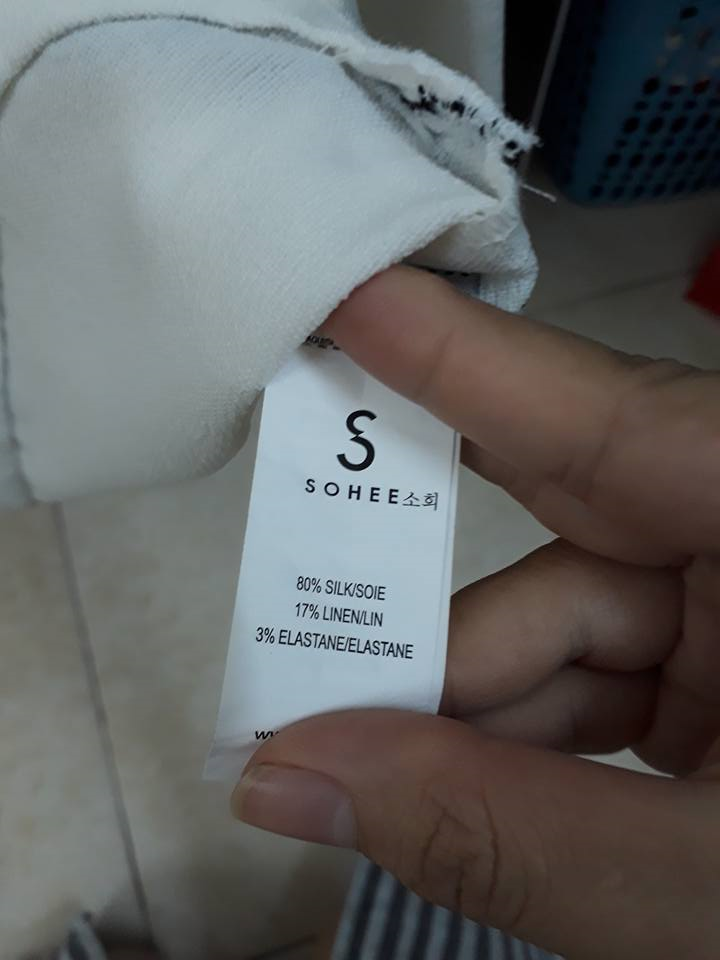 SOHEE소희
80% SILK/SOIE
17% LINEN/LIN
3% ELASTANE/ELASTANE